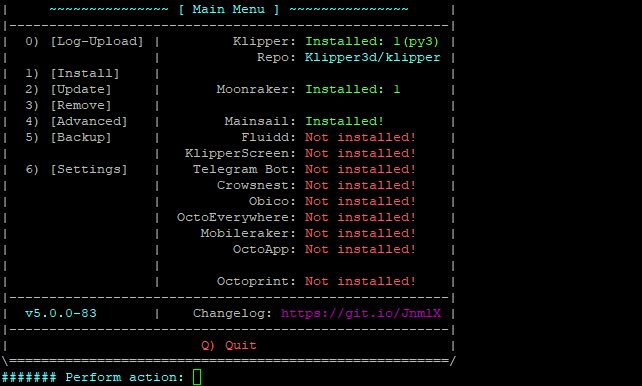 ~~~~~~~~~~~~~~~ [ Main Menu ] ~~~~~~~~~~~~~~~
0) [Log-Upload] | Klipper: Installed: 1(py3)
| Repo: Klipper3d/klipper
1) [Install] |
2) [Update] | Moonraker: Installed: 1
3) [Remove] |
4) [Advanced] | Mainsail: Installed!
5) [Backup] | Fluidd: Not installed!
| KlipperScreen: Not installed!
6) [Settings] | Telegram Bot: Not installed!
| Crowsnest: Not installed!
| Obico: Not installed!
| OctoEverywhere: Not installed!
| Mobileraker: Not installed!
| OctoApp: Not installed!
| Octoprint: Not installed!
v5.0.0-83 | Changelog: https://git.io/JnmlX
Q) Quit
####### Perform action: